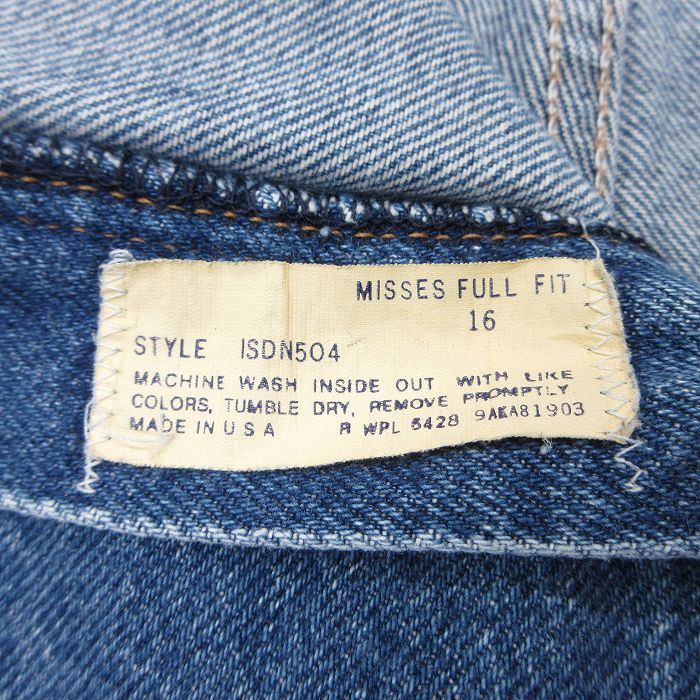 MISSES FULL FIT
16
STYLE ISDN504
MACHINE WASH INSIDE OUT WITH LIKE
COLORS, TUMBLE DRY, REMOVE PROMPTLY
MADE IN U S A R WPL 5428 9AKA81903